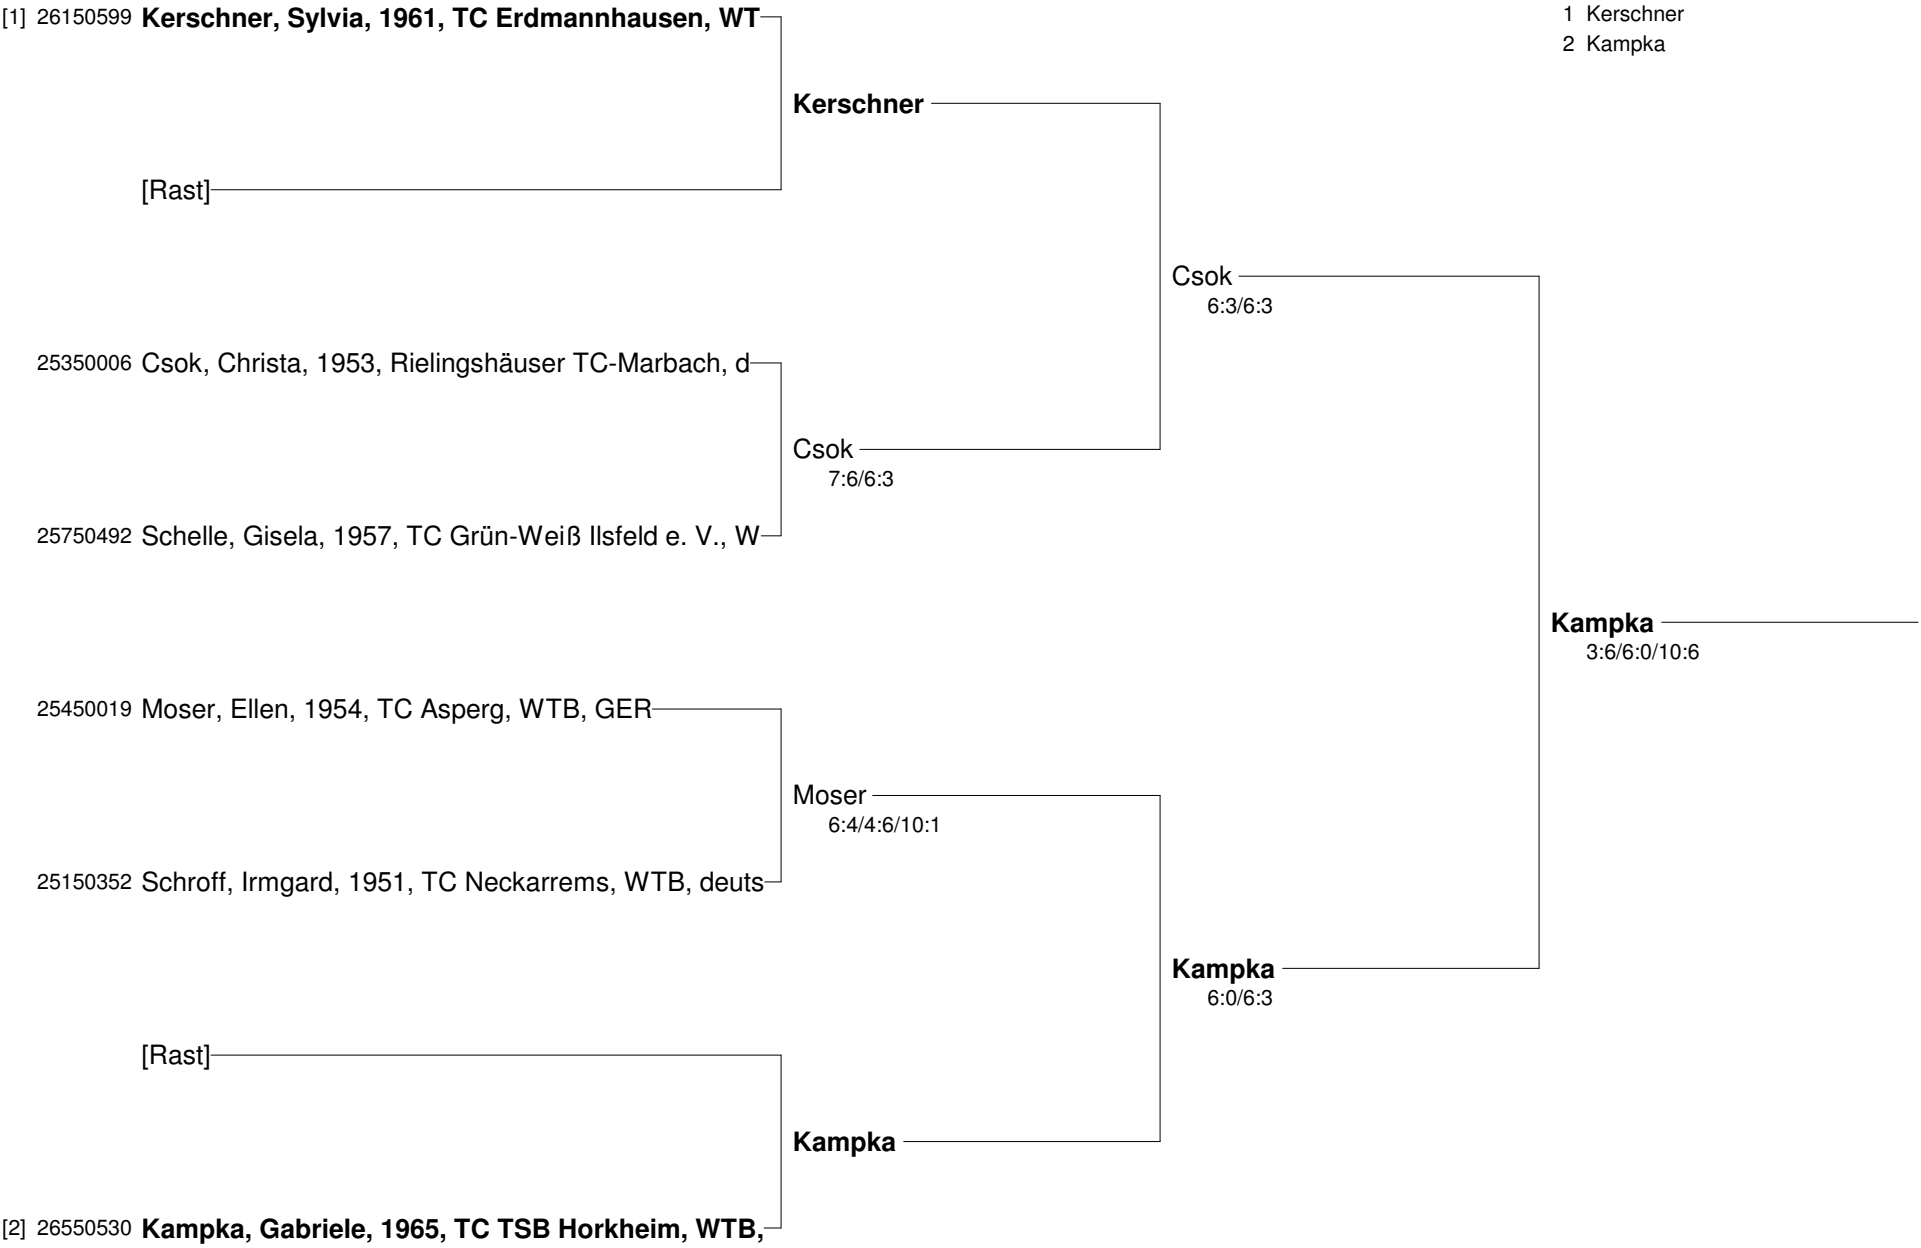 [1] 26150599 Kerschner, Sylvia, 1961, TC Erdmannhausen, WT
1 Kerschner
2 Kampka
Kerschner
[Rast]
Csok
6:3/6:3
25350006 Csok, Christa, 1953, Rielingshäuser TC-Marbach, d
Csok
7:6/6:3
25750492 Schelle, Gisela, 1957, TC Grün-Weiß Ilsfeld e. V., W
Kampka
3:6/6:0/10:6
25450019 Moser, Ellen, 1954, TC Asperg, WTB, GER
Moser
6:4/4:6/10:1
25150352 Schroff, Irmgard, 1951, TC Neckarrems, WTB, deuts
Kampka
6:0/6:3
[Rast]
Kampka
[2] 26550530 Kampka, Gabriele, 1965, TC TSB Horkheim, WTB,